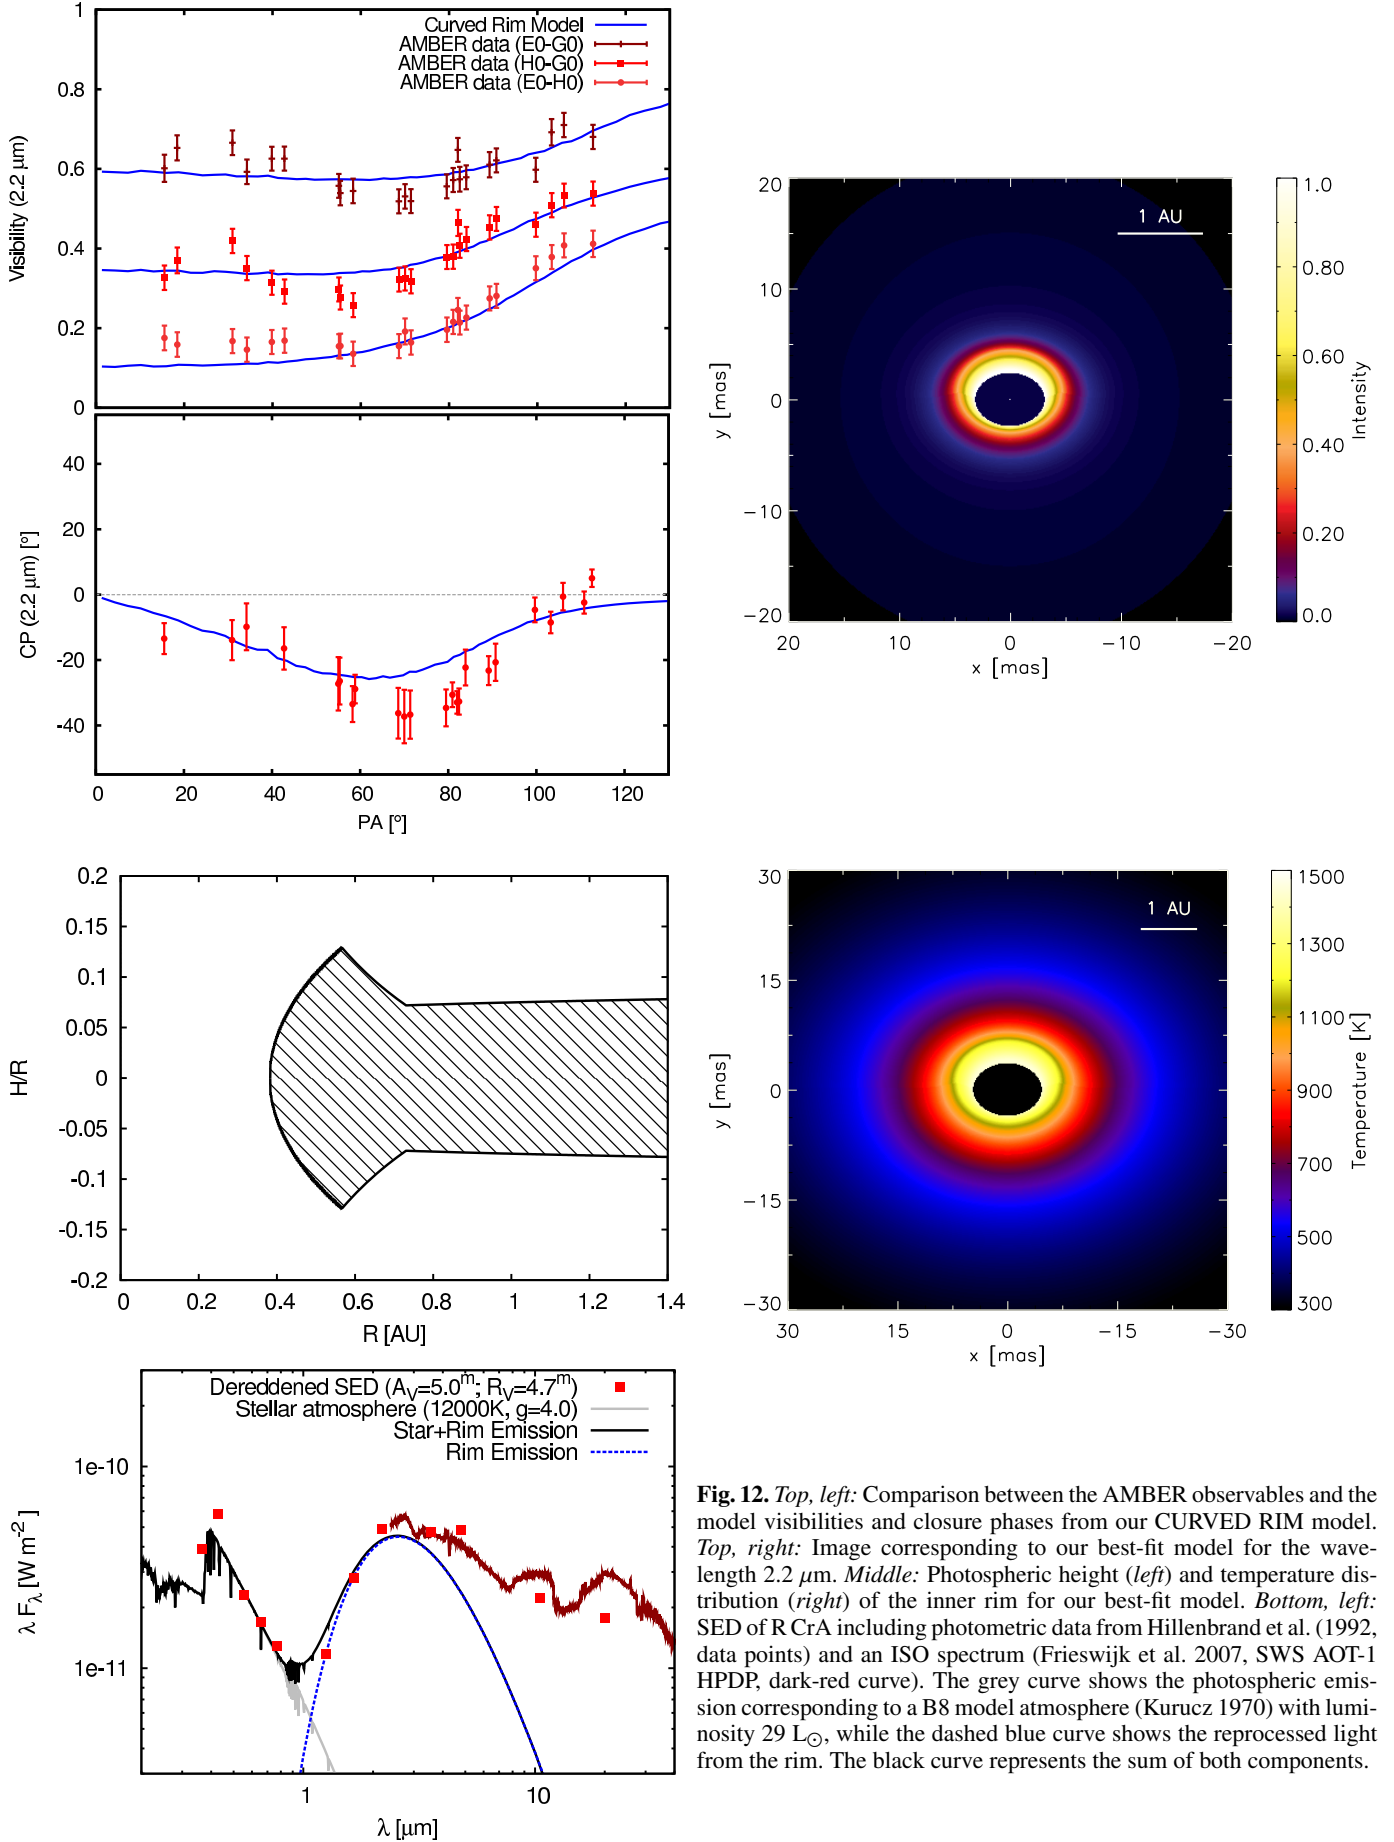 Curved Rim Model
AMBER data (E0-G0)
AMBER data (H0-G0)
AMBER data (E0-H0)
1
0.8
0.6
0.4
0.2
0
Visibility (2.2 μm)
40
20
0
-20
-40
CP (2.2 μm) [°]
0 20 40 60 80 100 120
PA [°]
20
10
0
−10
−20
y [mas]
1 AU
20 10 0 −10 −20
x [mas]
1.0
0.80
0.60
0.40
0.20
0.0
Intensity
0.2
0.15
0.1
0.05
0
-0.05
-0.1
-0.15
-0.2
H/R
0 0.2 0.4 0.6 0.8 1 1.2 1.4
R [AU]
30
15
0
−15
−30
y [mas]
1 AU
30 15 0 −15 −30
x [mas]
1500
1300
1100
900
700
500
300
Temperature [K]
Dereddened SED (A_V=5.0^m; R_V=4.7^m)
Stellar atmosphere (12000K, g=4.0)
Star+Rim Emission
Rim Emission
1e-10
1e-11
λ F_λ [W m^-2]
1 10
λ [μm]
Fig. 12. Top, left: Comparison between the AMBER observables and the
model visibilities and closure phases from our CURVED RIM model.
Top, right: Image corresponding to our best-fit model for the wave-
length 2.2 μm. Middle: Photospheric height (left) and temperature dis-
tribution (right) of the inner rim for our best-fit model. Bottom, left:
SED of R CrA including photometric data from Hillenbrand et al. (1992,
data points) and an ISO spectrum (Frieswijk et al. 2007, SWS AOT-1
HPDP, dark-red curve). The grey curve shows the photospheric emis-
sion corresponding to a B8 model atmosphere (Kurucz 1970) with lumi-
nosity 29 L⊙, while the dashed blue curve shows the reprocessed light
from the rim. The black curve represents the sum of both components.